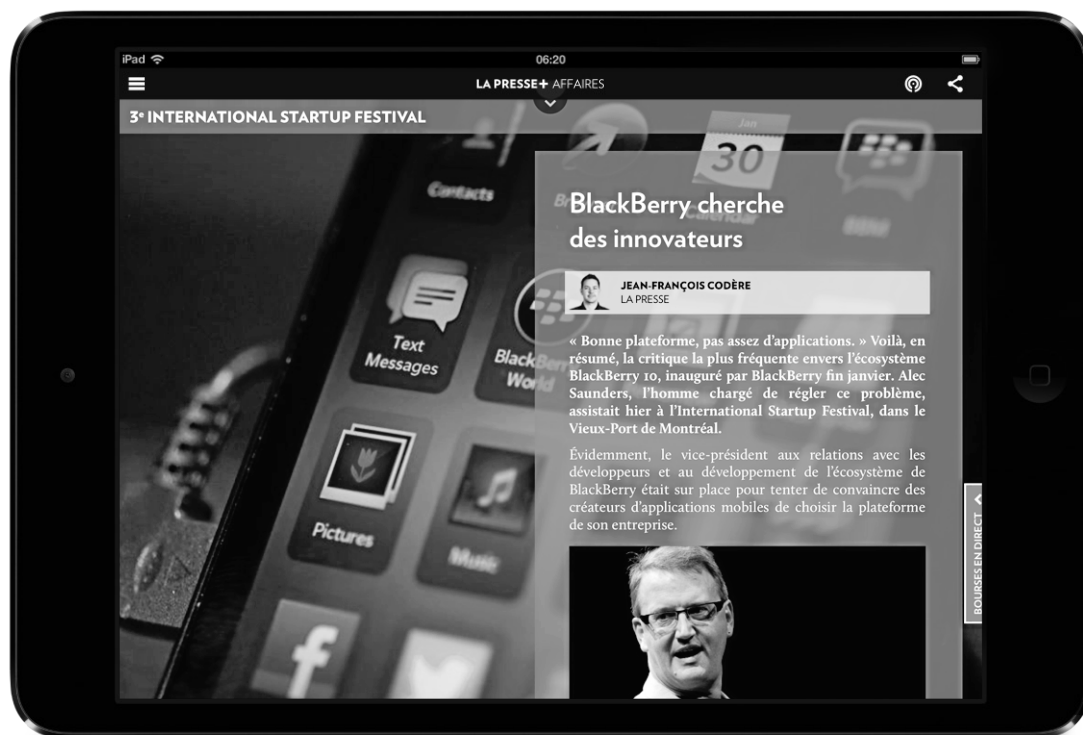 iPad
06:20
LA PRESSE+ AFFAIRES
3e INTERNATIONAL STARTUP FESTIVAL
Jan
30
Contacts
Calendar
BBM
BlackBerry cherche
des innovateurs
JEAN-FRANÇOIS CODÈRE
LA PRESSE
Text
Messages
BlackBerry
World
« Bonne plateforme, pas assez d’applications. » Voilà, en
résumé, la critique la plus fréquente envers l’écosystème
BlackBerry 10, inauguré par BlackBerry fin janvier. Alec
Saunders, l’homme chargé de régler ce problème,
assistait hier à l’International Startup Festival, dans le
Vieux-Port de Montréal.
Évidemment, le vice-président aux relations avec les
développeurs et au développement de l’écosystème de
BlackBerry était sur place pour tenter de convaincre des
créateurs d’applications mobiles de choisir la plateforme
de son entreprise.
Pictures
Music
BOURSES EN DIRECT